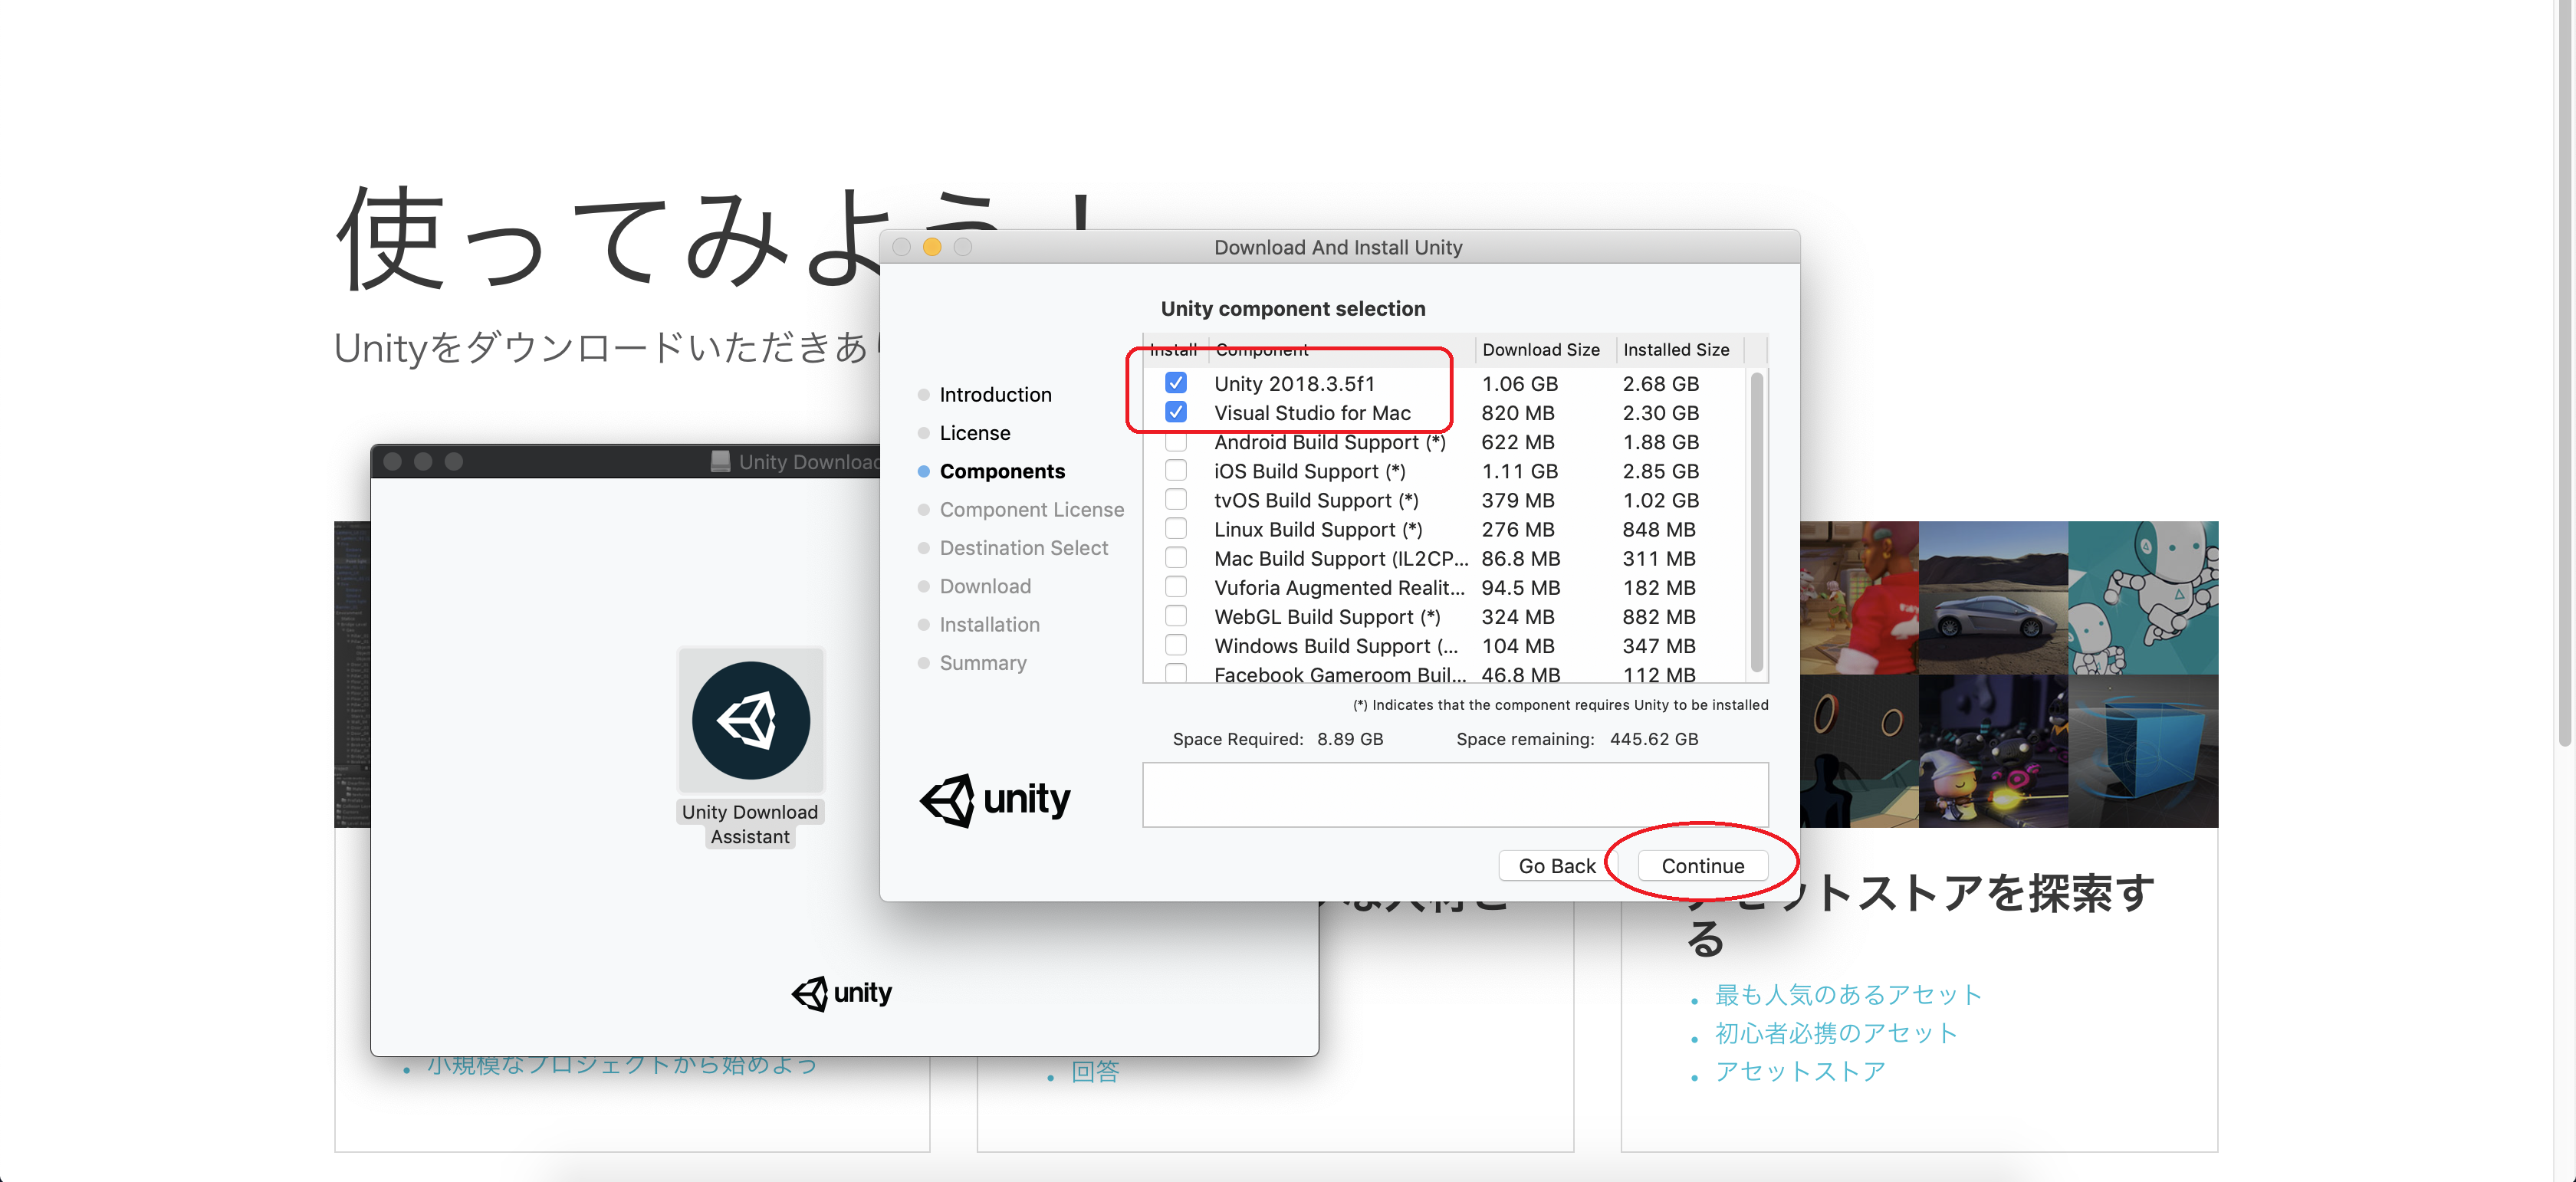 使ってみよう！
Unityをダウンロードいただきあり
Download And Install Unity
Unity component selection
Install Component Download Size Installed Size
Unity 2018.3.5f1 1.06 GB 2.68 GB
Visual Studio for Mac 820 MB 2.30 GB
Android Build Support (*) 622 MB 1.88 GB
iOS Build Support (*) 1.11 GB 2.85 GB
tvOS Build Support (*) 379 MB 1.02 GB
Linux Build Support (*) 276 MB 848 MB
Mac Build Support (IL2CP... 86.8 MB 311 MB
Vuforia Augmented Realit... 94.5 MB 182 MB
WebGL Build Support (*) 324 MB 882 MB
Windows Build Support (... 104 MB 347 MB
Facebook Gameroom Buil... 46.8 MB 112 MB
(*) Indicates that the component requires Unity to be installed
Space Required: 8.89 GB Space remaining: 445.62 GB
Introduction
License
Components
Component License
Destination Select
Download
Installation
Summary
unity
Go Back Continue
Unity Download
Unity Download
Assistant
unity
小規模なプロジェクトから始めよう
な人材と
回答
アセットストアを探索す
る
最も人気のあるアセット
初心者必携のアセット
アセットストア